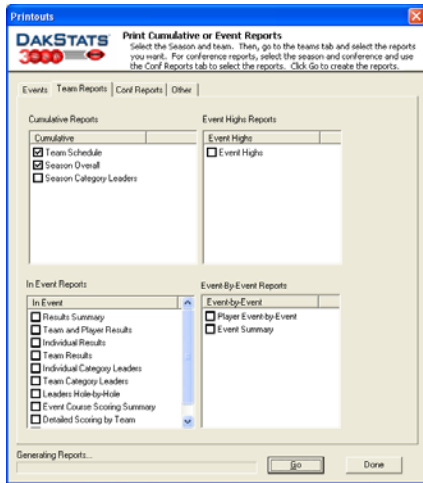 Printouts
DAKSTATS
3000
Print Cumulative or Event Reports
Select the Season and team. Then, go to the teams tab and select the reports
you want. For conference reports, select the season and conference and use
the Conf Reports tab to select the reports. Click Go to create the reports.
Events Team Reports Conf Reports Other
Cumulative Reports
Cumulative
Team Schedule
Season Overall
Season Category Leaders
Event Highs Reports
Event Highs
Event Highs
In Event Reports
In Event
Results Summary
Team and Player Results
Individual Results
Team Results
Individual Category Leaders
Team Category Leaders
Leaders Hole-by-Hole
Event Course Scoring Summary
Detailed Scoring by Team
Event-By-Event Reports
Event-by-Event
Player Event-by-Event
Event Summary
Generating Reports...
Go Done